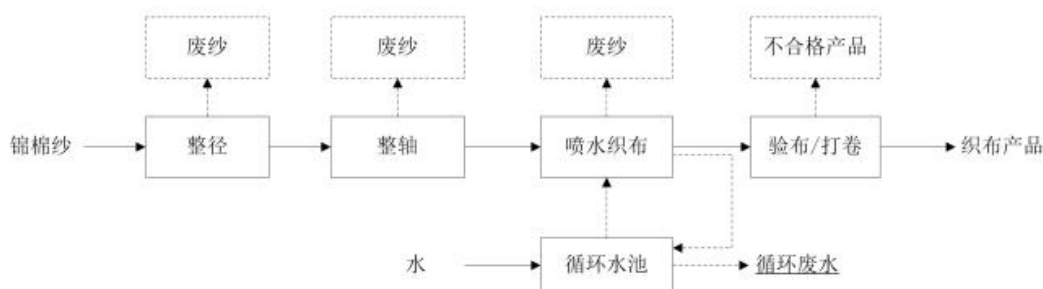 废纱
废纱
废纱
不合格产品
锦棉纱
整径
整轴
喷水织布
验布/打卷
织布产品
水
循环水池
循环废水